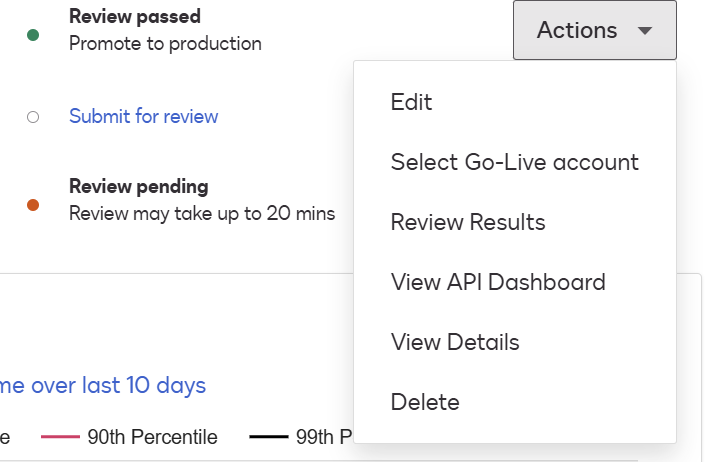 Review passed
Promote to production
Actions
Edit
Submit for review
Select Go-Live account
Review pending
Review may take up to 20 mins
Review Results
View API Dashboard
View Details
over last 10 days
Delete
90th Percentile
99th